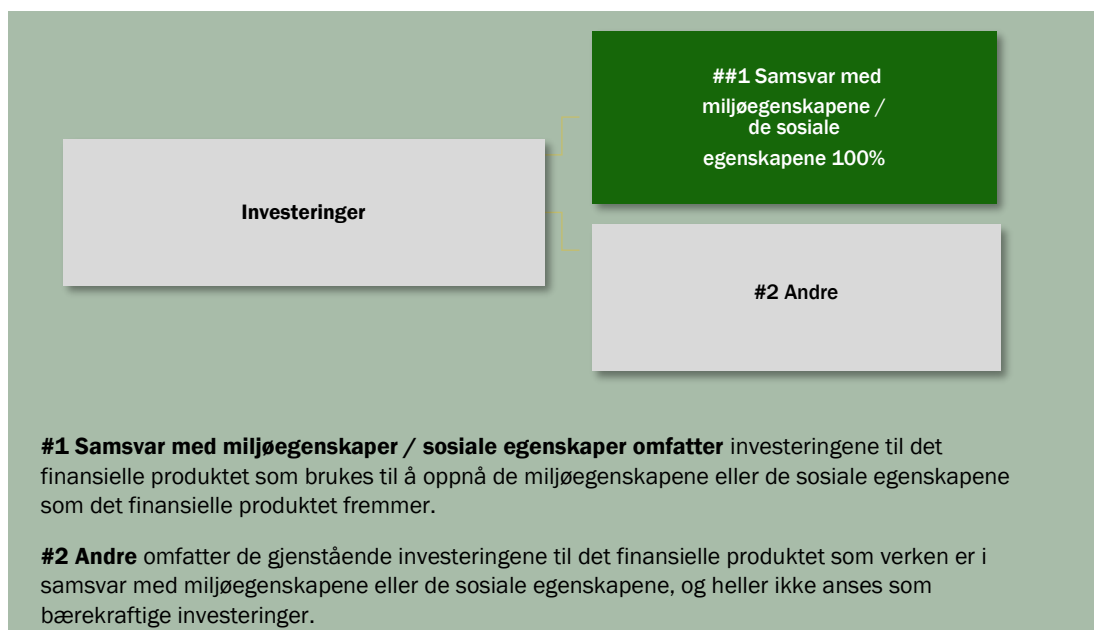 ##1 Samsvar med
miljøegenskapene /
de sosiale
egenskapene 100%
Investeringer
#2 Andre
#1 Samsvar med miljøegenskaper / sosiale egenskaper omfatter investeringene til det
finansielle produktet som brukes til å oppnå de miljøegenskapene eller de sosiale egenskapene
som det finansielle produktet fremmer.
#2 Andre omfatter de gjenstående investeringene til det finansielle produktet som verken er i
samsvar med miljøegenskapene eller de sosiale egenskapene, og heller ikke anses som
bærekraftige investeringer.